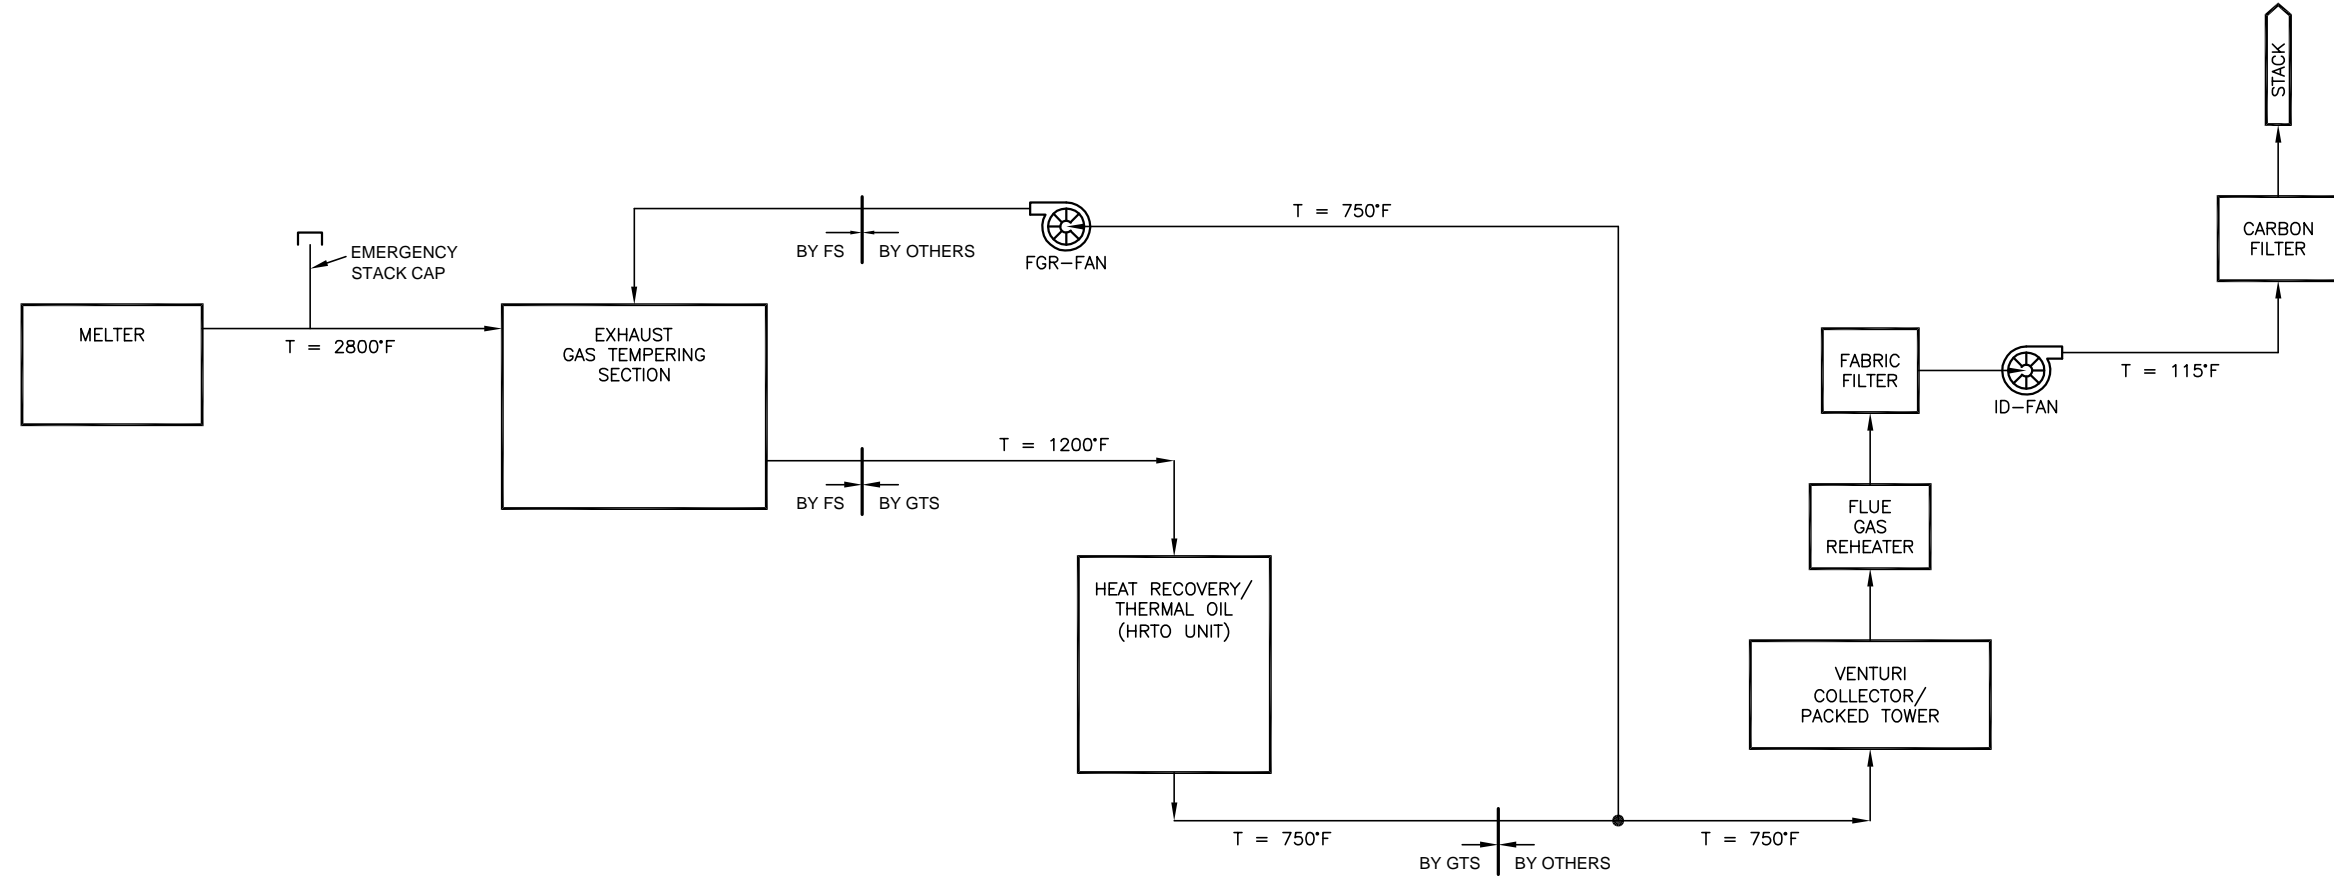 STACK
T = 750°F
BY FS
BY OTHERS
FGR-FAN
CARBON
FILTER
EMERGENCY
STACK CAP
MELTER
T = 2800°F
EXHAUST
GAS TEMPERING
SECTION
FABRIC
FILTER
T = 115°F
ID-FAN
T = 1200°F
BY FS
BY GTS
FLUE
GAS
REHEATER
HEAT RECOVERY/
THERMAL OIL
(HRTO UNIT)
VENTURI
COLLECTOR/
PACKED TOWER
T = 750°F
T = 750°F
BY GTS
BY OTHERS